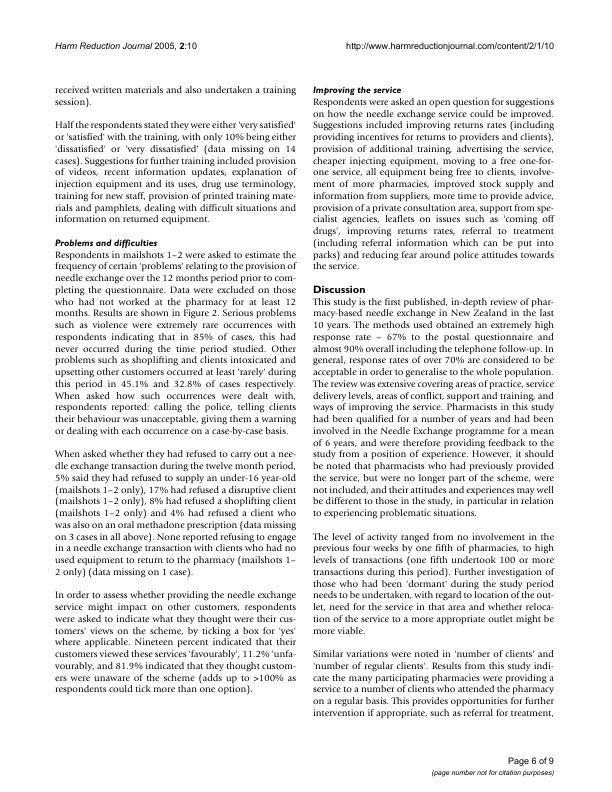 Harm Reduction Journal 2005, 2:10
http://www.harmreductionjournal.com/content/2/1/10
received written materials and also undertaken a training
session).
Half the respondents stated they were either 'very satisfied'
or 'satisfied' with the training, with only 10% being either
'dissatisfied' or 'very dissatisfied' (data missing on 14
cases). Suggestions for further training included provision
of videos, recent information updates, explanation of
injection equipment and its uses, drug use terminology,
training for new staff, provision of printed training mate-
rials and pamphlets, dealing with difficult situations and
information on returned equipment.
Problems and difficulties
Respondents in mailshots 1–2 were asked to estimate the
frequency of certain 'problems' relating to the provision of
needle exchange over the 12 months period prior to com-
pleting the questionnaire. Data were excluded on those
who had not worked at the pharmacy for at least 12
months. Results are shown in Figure 2. Serious problems
such as violence were extremely rare occurrences with
respondents indicating that in 85% of cases, this had
never occurred during the time period studied. Other
problems such as shoplifting and clients intoxicated and
upsetting other customers occurred at least 'rarely' during
this period in 45.1% and 32.8% of cases respectively.
When asked how such occurrences were dealt with,
respondents reported: calling the police, telling clients
their behaviour was unacceptable, giving them a warning
or dealing with each occurrence on a case-by-case basis.
When asked whether they had refused to carry out a nee-
dle exchange transaction during the twelve month period,
5% said they had refused to supply an under-16 year-old
(mailshots 1–2 only), 17% had refused a disruptive client
(mailshots 1–2 only), 8% had refused a shoplifting client
(mailshots 1–2 only) and 4% had refused a client who
was also on an oral methadone prescription (data missing
on 3 cases in all above). None reported refusing to engage
in a needle exchange transaction with clients who had no
used equipment to return to the pharmacy (mailshots 1–
2 only) (data missing on 1 case).
In order to assess whether providing the needle exchange
service might impact on other customers, respondents
were asked to indicate what they thought were their cus-
tomers' views on the scheme, by ticking a box for 'yes'
where applicable. Nineteen percent indicated that their
customers viewed these services 'favourably', 11.2% 'unfa-
vourably, and 81.9% indicated that they thought custom-
ers were unaware of the scheme (adds up to >100% as
respondents could tick more than one option).
Improving the service
Respondents were asked an open question for suggestions
on how the needle exchange service could be improved.
Suggestions included improving returns rates (including
providing incentives for returns to providers and clients),
provision of additional training, advertising the service,
cheaper injecting equipment, moving to a free one-for-
one service, all equipment being free to clients, involve-
ment of more pharmacies, improved stock supply and
information from suppliers, more time to provide advice,
provision of a private consultation area, support from spe-
cialist agencies, leaflets on issues such as 'coming off
drugs', improving returns rates, referral to treatment
(including referral information which can be put into
packs) and reducing fear around police attitudes towards
the service.
Discussion
This study is the first published, in-depth review of phar-
macy-based needle exchange in New Zealand in the last
10 years. The methods used obtained an extremely high
response rate – 67% to the postal questionnaire and
almost 90% overall including the telephone follow-up. In
general, response rates of over 70% are considered to be
acceptable in order to generalise to the whole population.
The review was extensive covering areas of practice, service
delivery levels, areas of conflict, support and training, and
ways of improving the service. Pharmacists in this study
had been qualified for a number of years and had been
involved in the Needle Exchange programme for a mean
of 6 years, and were therefore providing feedback to the
study from a position of experience. However, it should
be noted that pharmacists who had previously provided
the service, but were no longer part of the scheme, were
not included, and their attitudes and experiences may well
be different to those in the study, in particular in relation
to experiencing problematic situations.
The level of activity ranged from no involvement in the
previous four weeks by one fifth of pharmacies, to high
levels of transactions (one fifth undertook 100 or more
transactions during this period). Further investigation of
those who had been 'dormant' during the study period
needs to be undertaken, with regard to location of the out-
let, need for the service in that area and whether reloca-
tion of the service to a more appropriate outlet might be
more viable.
Similar variations were noted in 'number of clients' and
'number of regular clients'. Results from this study indi-
cate the many participating pharmacies were providing a
service to a number of clients who attended the pharmacy
on a regular basis. This provides opportunities for further
intervention if appropriate, such as referral for treatment,
Page 6 of 9
(page number not for citation purposes)